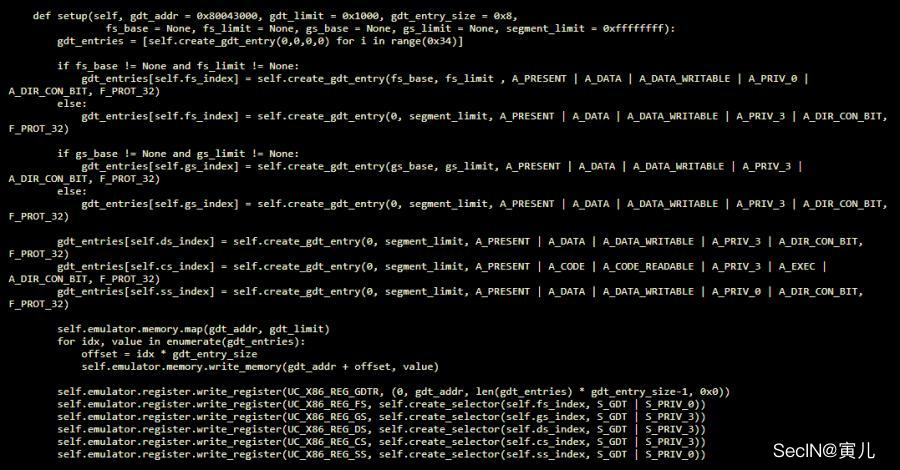 def setup(self, gdt_addr = 0x80043000, gdt_limit = 0x1000, gdt_entry_size = 0x8,
fs_base = None, fs_limit = None, gs_base = None, gs_limit = None, segment_limit = 0xffffffff):
gdt_entries = [self.create_gdt_entry(0,0,0,0) for i in range(0x34)]
if fs_base != None and fs_limit != None:
gdt_entries[self.fs_index] = self.create_gdt_entry(fs_base, fs_limit , A_PRESENT | A_DATA | A_DATA_WRITABLE | A_PRIV_0 |
A_DIR_CON_BIT, F_PROT_32)
else:
gdt_entries[self.fs_index] = self.create_gdt_entry(0, segment_limit, A_PRESENT | A_DATA | A_DATA_WRITABLE | A_PRIV_3 | A_DIR_CON_BIT,
F_PROT_32)
if gs_base != None and gs_limit != None:
gdt_entries[self.gs_index] = self.create_gdt_entry(gs_base, gs_limit, A_PRESENT | A_DATA | A_DATA_WRITABLE | A_PRIV_3 |
A_DIR_CON_BIT, F_PROT_32)
else:
gdt_entries[self.gs_index] = self.create_gdt_entry(0, segment_limit, A_PRESENT | A_DATA | A_DATA_WRITABLE | A_PRIV_3 | A_DIR_CON_BIT,
F_PROT_32)
gdt_entries[self.ds_index] = self.create_gdt_entry(0, segment_limit, A_PRESENT | A_DATA | A_DATA_WRITABLE | A_PRIV_3 | A_DIR_CON_BIT,
F_PROT_32)
gdt_entries[self.cs_index] = self.create_gdt_entry(0, segment_limit, A_PRESENT | A_CODE | A_CODE_READABLE | A_PRIV_3 | A_EXEC |
A_DIR_CON_BIT, F_PROT_32)
gdt_entries[self.ss_index] = self.create_gdt_entry(0, segment_limit, A_PRESENT | A_DATA | A_DATA_WRITABLE | A_PRIV_0 | A_DIR_CON_BIT,
F_PROT_32)
self.emulator.memory.map(gdt_addr, gdt_limit)
for idx, value in enumerate(gdt_entries):
offset = idx * gdt_entry_size
self.emulator.memory.write_memory(gdt_addr + offset, value)
self.emulator.register.write_register(UC_X86_REG_GDTR, (0, gdt_addr, len(gdt_entries) * gdt_entry_size-1, 0x0))
self.emulator.register.write_register(UC_X86_REG_FS, self.create_selector(self.fs_index, S_GDT | S_PRIV_0))
self.emulator.register.write_register(UC_X86_REG_GS, self.create_selector(self.gs_index, S_GDT | S_PRIV_3))
self.emulator.register.write_register(UC_X86_REG_DS, self.create_selector(self.ds_index, S_GDT | S_PRIV_3))
self.emulator.register.write_register(UC_X86_REG_CS, self.create_selector(self.cs_index, S_GDT | S_PRIV_3))
self.emulator.register.write_register(UC_X86_REG_SS, self.create_selector(self.ss_index, S_GDT | S_PRIV_0))
SecIN@寅儿